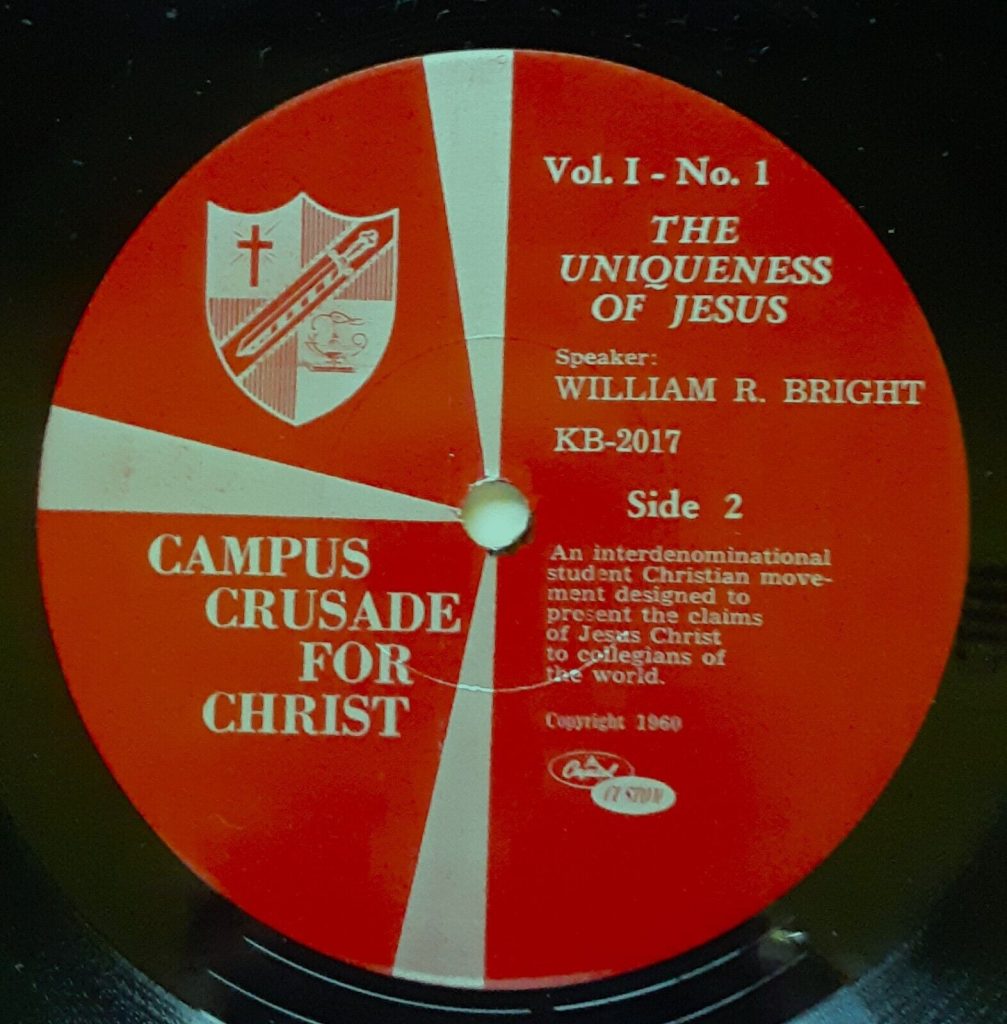 Vol. I - No. 1
THE
UNIQUENESS
OF JESUS
Speaker:
WILLIAM R. BRIGHT
KB-2017
Side 2
An interdenominational
student Christian move-
ment designed to
present the claims
of Jesus Christ
to collegians of
the world.
Copyright 1960
Capitol
CUSTOM
CAMPUS
CRUSADE
FOR
CHRIST